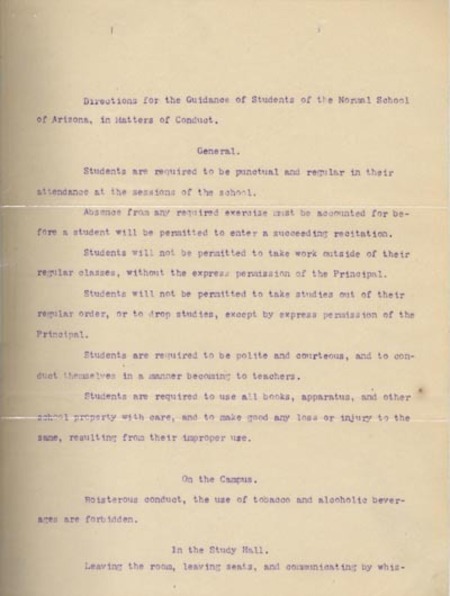 Directions for the Guidance of Students of the Normal School
of Arizona, in Matters of Conduct.
General.
Students are required to be punctual and regular in their
attendance at the sessions of the school.
Absence from any required exercize must be accounted for be-
fore a student will be permitted to enter a succeeding recitation.
Students will not be permitted to take work outside of their
regular classes, without the express permission of the Principal.
Students will not be permitted to take studies out of their
regular order, or to drop studies, except by express permission of the
Principal.
Students are required to be polite and courteous, and to con-
duct themselves in a manner becoming to teachers.
Students are required to use all books, apparatus, and other
school property with care, and to make good any loss or injury to the
same, resulting from their improper use.
On the Campus.
Boisterous conduct, the use of tobacco and alcoholic bever-
ages are forbidden.
In the Study Hall.
Leaving the room, leaving seats, and communicating by whis-